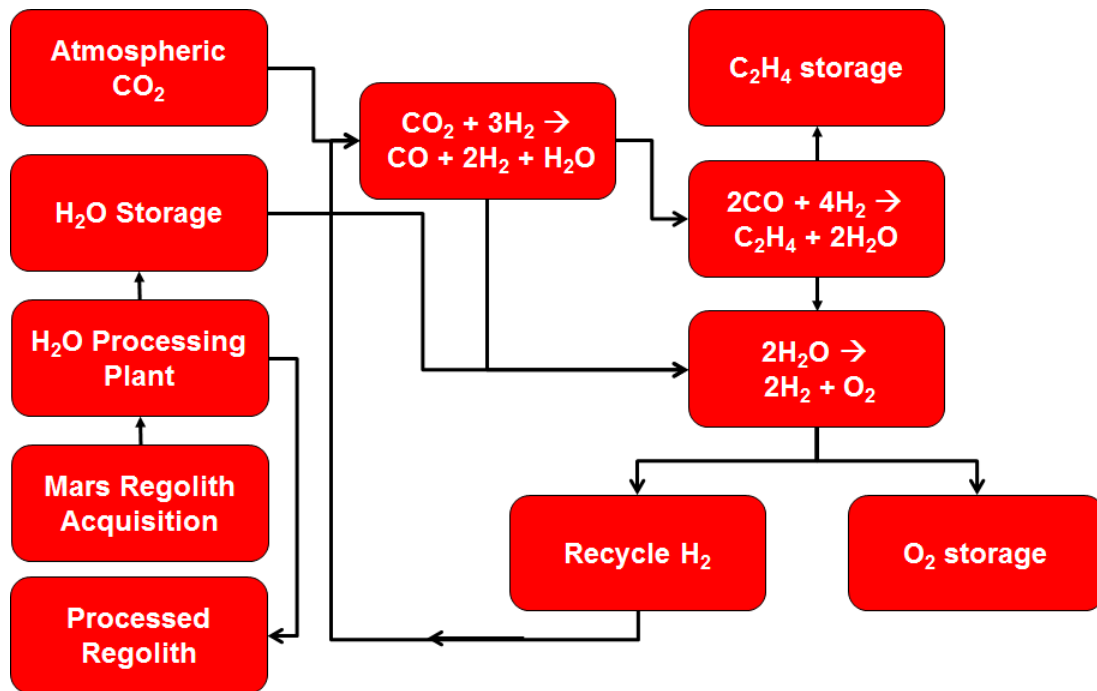 Atmospheric
CO₂
C₂H₄ storage
CO₂ + 3H₂ →
CO + 2H₂ + H₂O
H₂O Storage
2CO + 4H₂ →
C₂H₄ + 2H₂O
H₂O Processing
Plant
2H₂O →
2H₂ + O₂
Mars Regolith
Acquisition
Recycle H₂
O₂ storage
Processed
Regolith